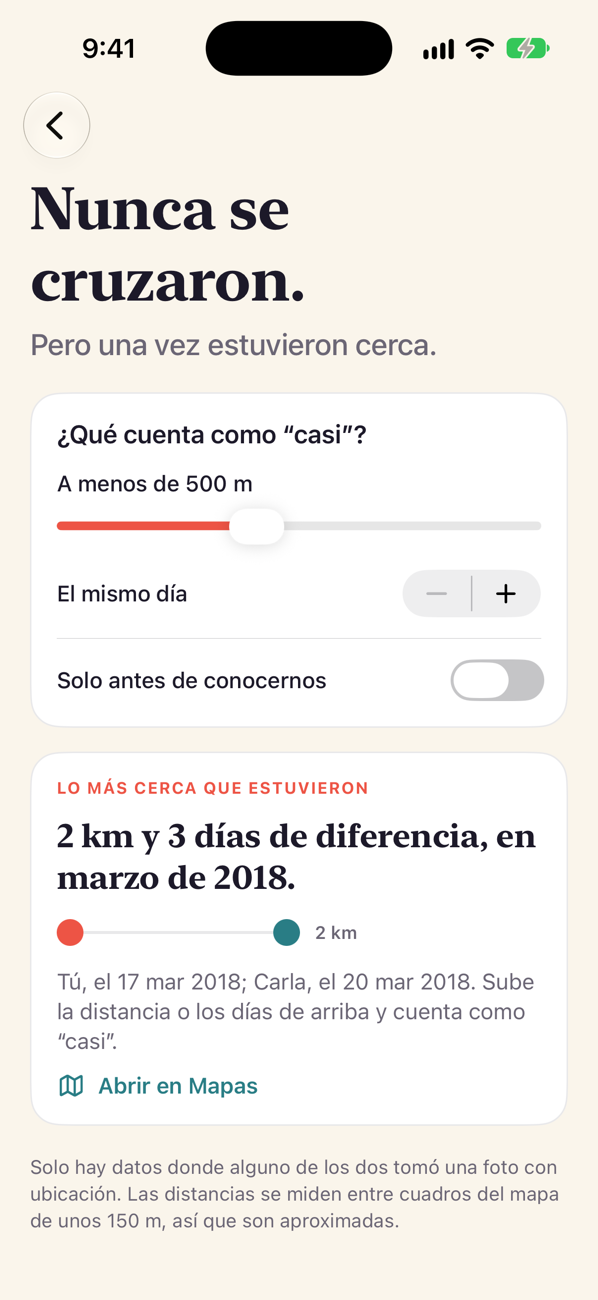 9:41
Nunca se
cruzaron.
Pero una vez estuvieron cerca.
¿Qué cuenta como “casi”?
A menos de 500 m
El mismo día
Solo antes de conocernos
LO MÁS CERCA QUE ESTUVIERON
2 km y 3 días de diferencia, en
marzo de 2018.
2 km
Tú, el 17 mar 2018; Carla, el 20 mar 2018. Sube
la distancia o los días de arriba y cuenta como
“casi”.
Abrir en Mapas
Solo hay datos donde alguno de los dos tomó una foto con
ubicación. Las distancias se miden entre cuadros del mapa
de unos 150 m, así que son aproximadas.